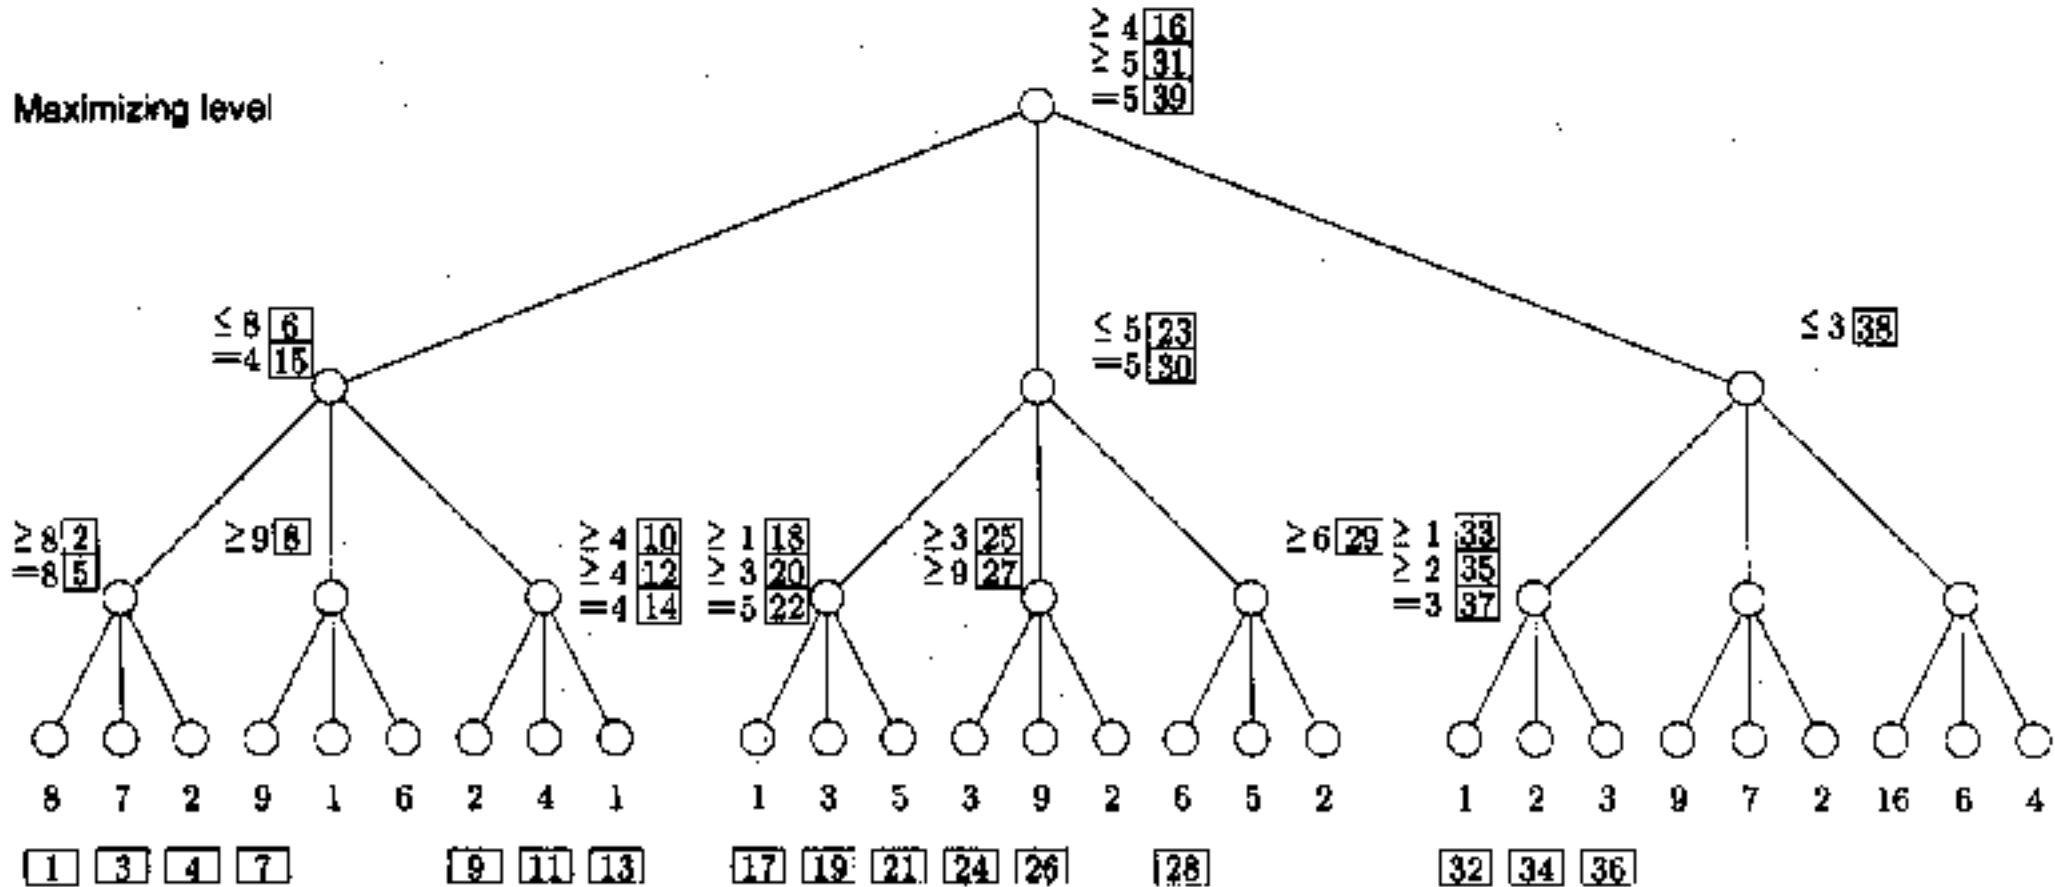 ≥ 4 16
≥ 5 31
=5 39
Maximizing level
≤ 8 6
=4 15
≤ 5 23
=5 30
≤ 3 38
≥8 2
=8 5
≥9 8
≥ 4 10
≥ 4 12
=4 14
≥ 1 18
≥ 3 20
=5 22
≥ 3 25
≥ 9 27
≥6 29
≥ 1 33
≥ 2 35
=3 37
8 7 2 9 1 6 2 4 1 1 3 5 3 9 2 6 5 2 1 2 3 9 7 2 16 6 4
1 3 4 7 9 11 13 17 19 21 24 26 28 32 34 36